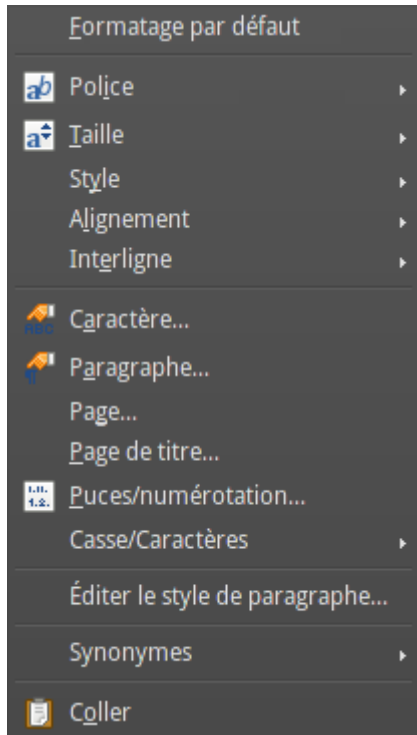 Formatage par défaut
Police
Taille
Style
Alignement
Interligne
ABC
Caractère...
Paragraphe...
Page...
Page de titre...
Puces/numérotation...
Casse/Caractères
Éditer le style de paragraphe...
Synonymes
Coller